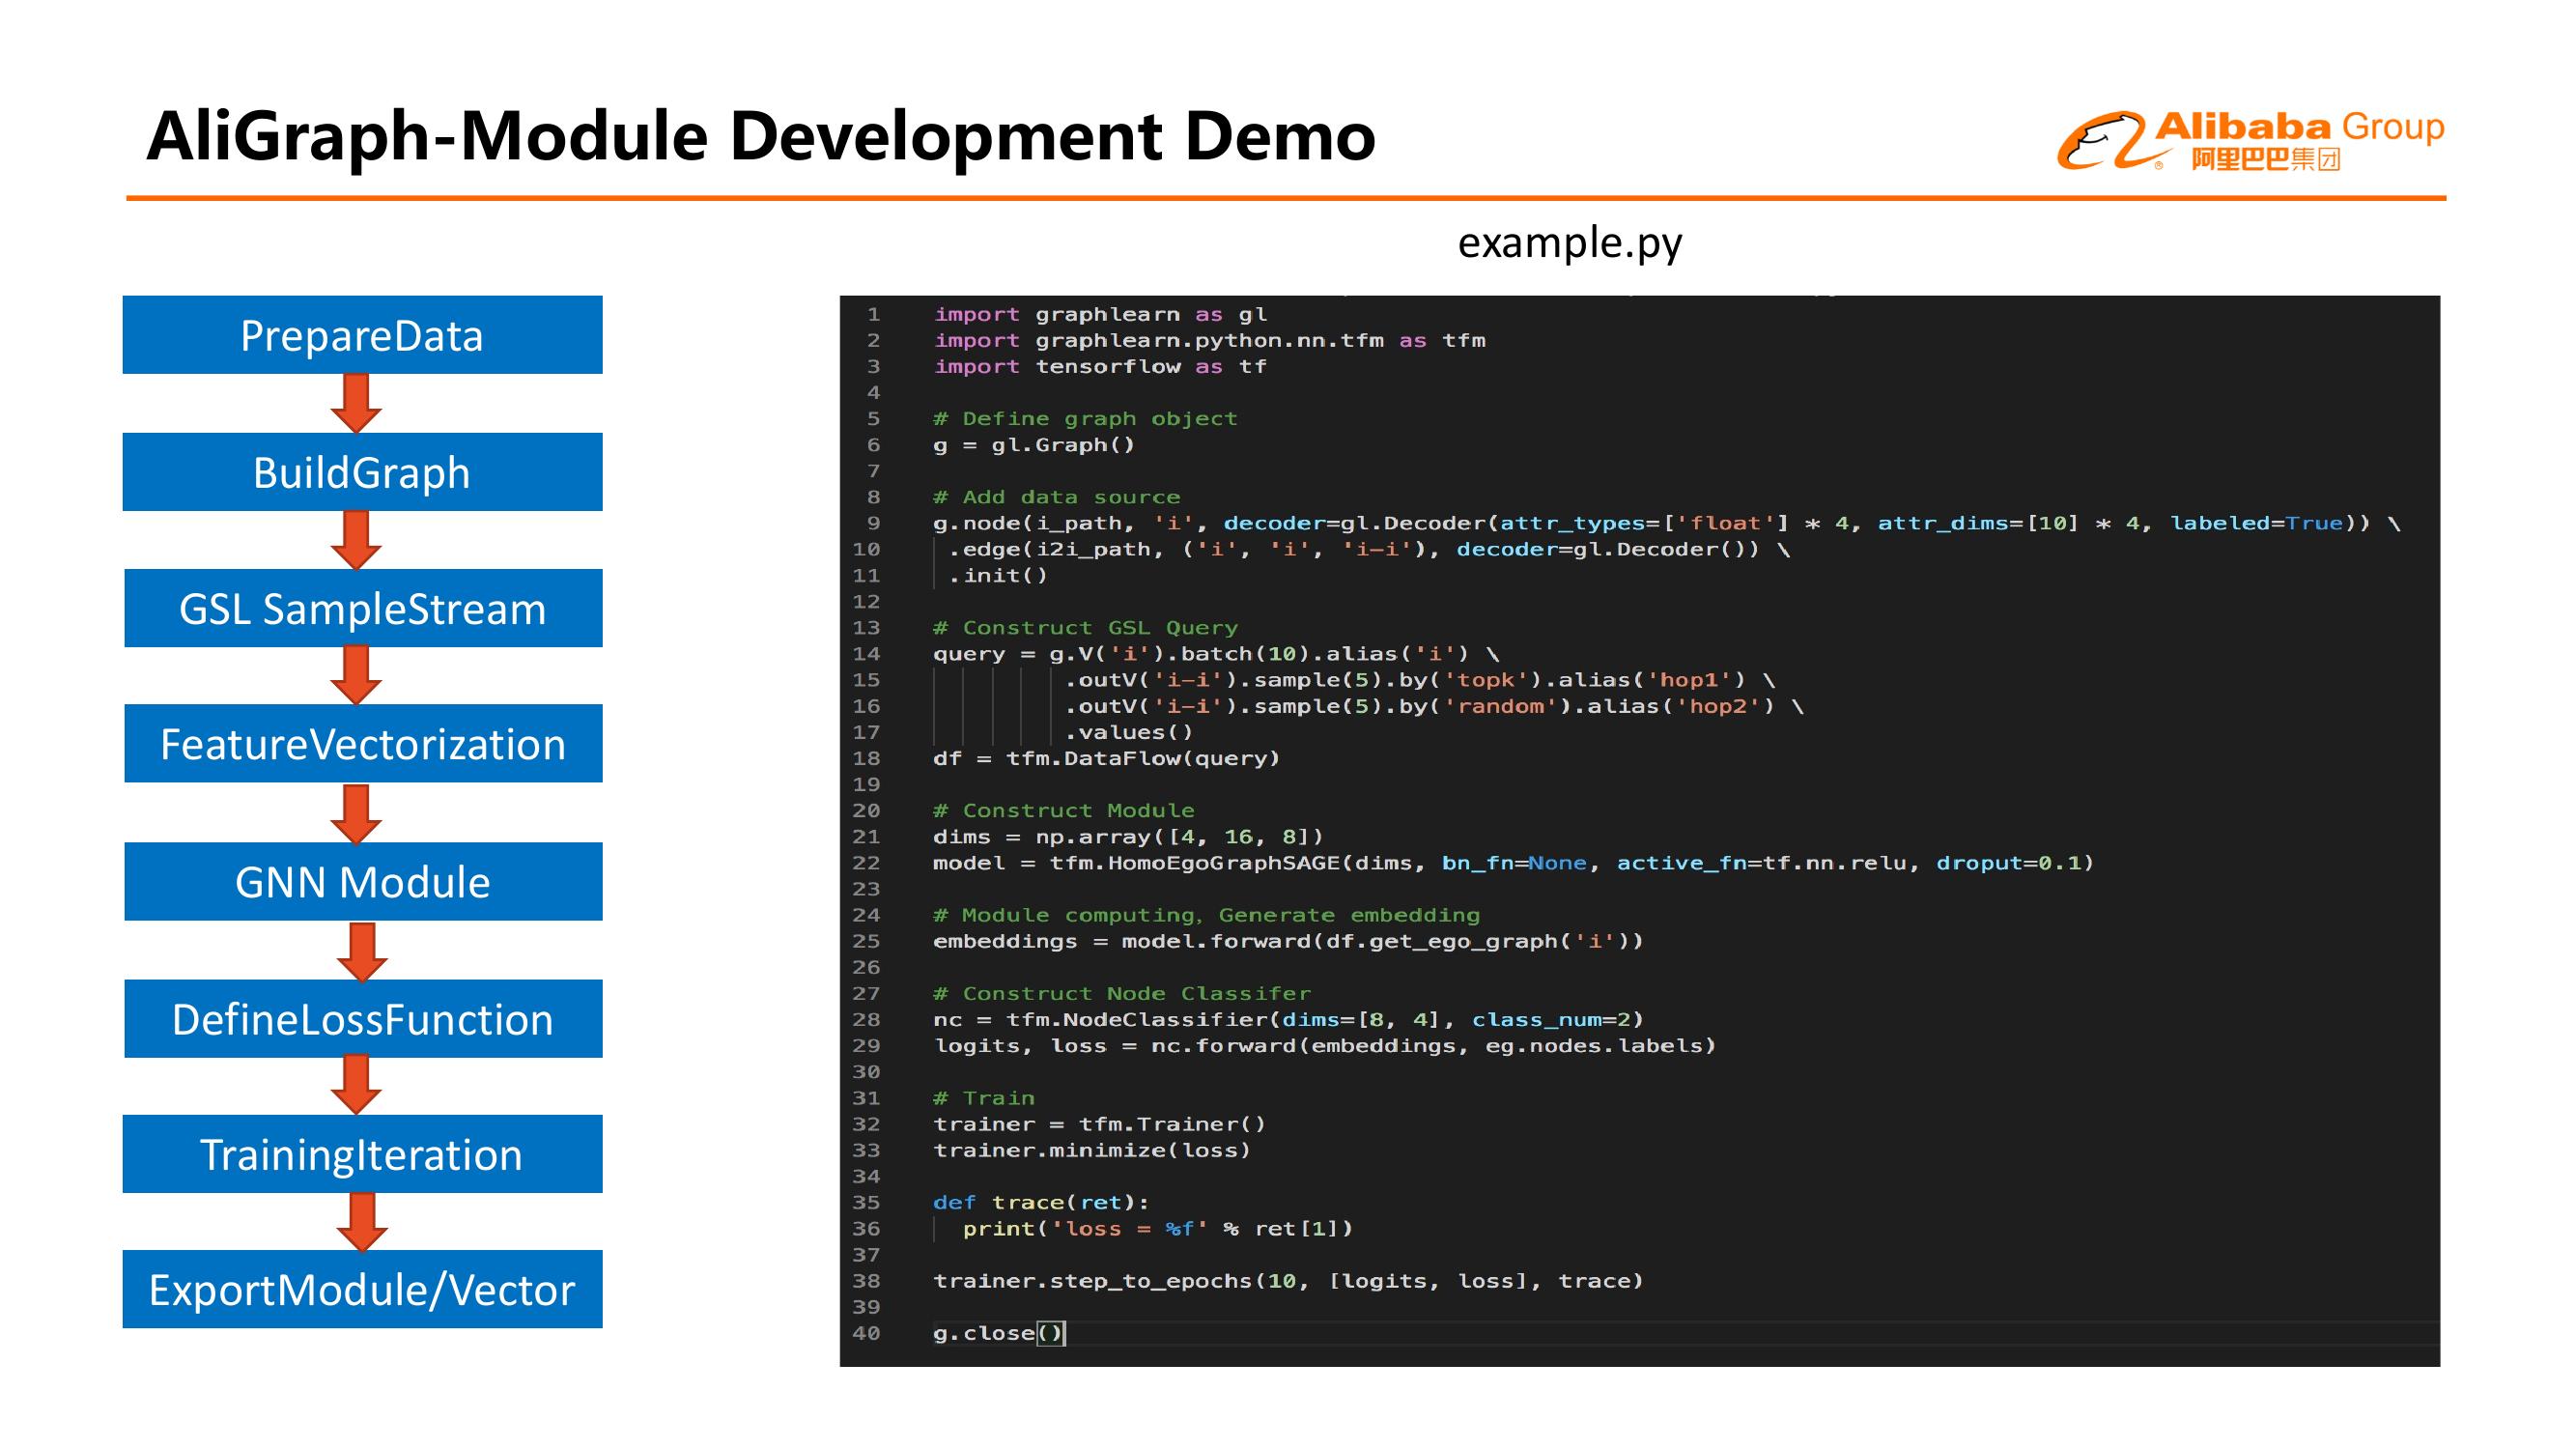 AliGraph-Module Development Demo
Alibaba Group
阿里巴巴集团
®
example.py
PrepareData
BuildGraph
GSL SampleStream
FeatureVectorization
GNN Module
DefineLossFunction
TrainingIteration
ExportModule/Vector
1 import graphlearn as gl
2 import graphlearn.python.nn.tfm as tfm
3 import tensorflow as tf
4
5 # Define graph object
6 g = gl.Graph()
7
8 # Add data source
9 g.node(i_path, 'i', decoder=gl.Decoder(attr_types=['float'] * 4, attr_dims=[10] * 4, labeled=True)) \
10 .edge(i2i_path, ('i', 'i', 'i-i'), decoder=gl.Decoder()) \
11 .init()
12
13 # Construct GSL Query
14 query = g.V('i').batch(10).alias('i') \
15 .outV('i-i').sample(5).by('topk').alias('hop1') \
16 .outV('i-i').sample(5).by('random').alias('hop2') \
17 .values()
18 df = tfm.DataFlow(query)
19
20 # Construct Module
21 dims = np.array([4, 16, 8])
22 model = tfm.HomoEgoGraphSAGE(dims, bn_fn=None, active_fn=tf.nn.relu, droput=0.1)
23
24 # Module computing, Generate embedding
25 embeddings = model.forward(df.get_ego_graph('i'))
26
27 # Construct Node Classifer
28 nc = tfm.NodeClassifier(dims=[8, 4], class_num=2)
29 logits, loss = nc.forward(embeddings, eg.nodes.labels)
30
31 # Train
32 trainer = tfm.Trainer()
33 trainer.minimize(loss)
34
35 def trace(ret):
36 print('loss = %f' % ret[1])
37
38 trainer.step_to_epochs(10, [logits, loss], trace)
39
40 g.close()